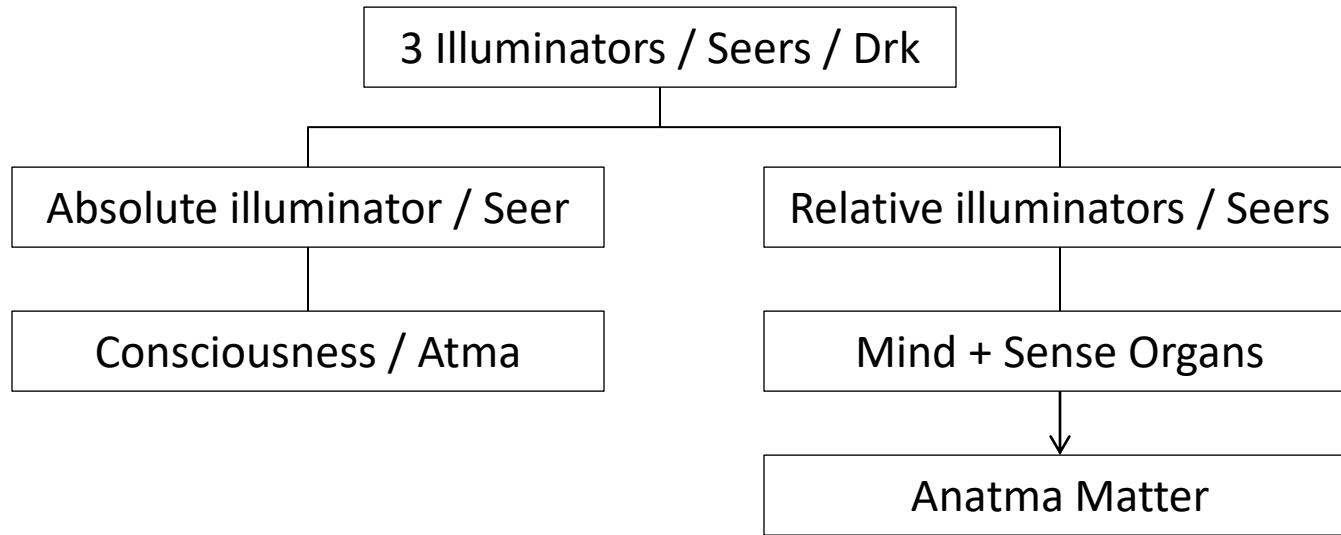 3 Illuminators / Seers / Drk
Absolute illuminator / Seer
Relative illuminators / Seers
Consciousness / Atma
Mind + Sense Organs
Anatma Matter